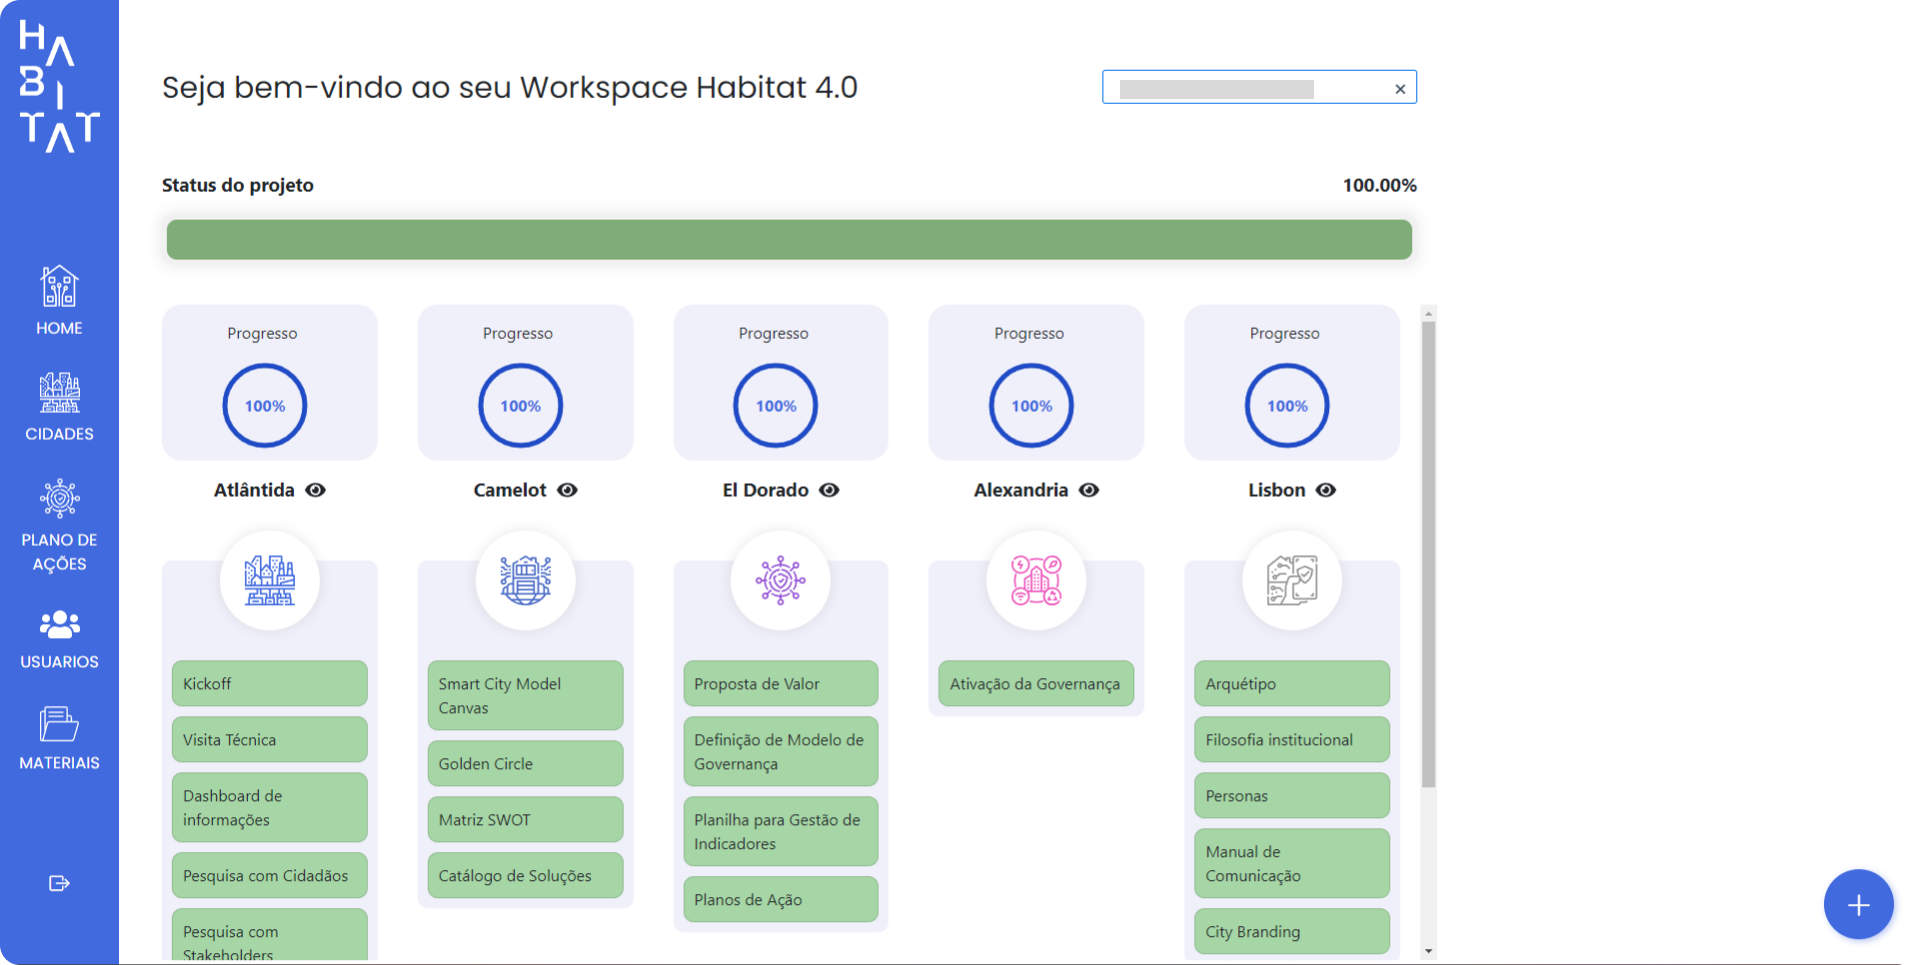 HABITAT
Seja bem-vindo ao seu Workspace Habitat 4.0
×
Status do projeto
100.00%
HOME
CIDADES
PLANO DE
AÇÕES
USUARIOS
MATERIAIS
Progresso
100%
Atlântida
Kickoff
Visita Técnica
Dashboard de
informações
Pesquisa com Cidadãos
Pesquisa com
Stakeholders
Progresso
100%
Camelot
Smart City Model
Canvas
Golden Circle
Matriz SWOT
Catálogo de Soluções
Progresso
100%
El Dorado
Proposta de Valor
Definição de Modelo de
Governança
Planilha para Gestão de
Indicadores
Planos de Ação
Progresso
100%
Alexandria
Ativação da Governança
Progresso
100%
Lisbon
Arquétipo
Filosofia institucional
Personas
Manual de
Comunicação
City Branding
+